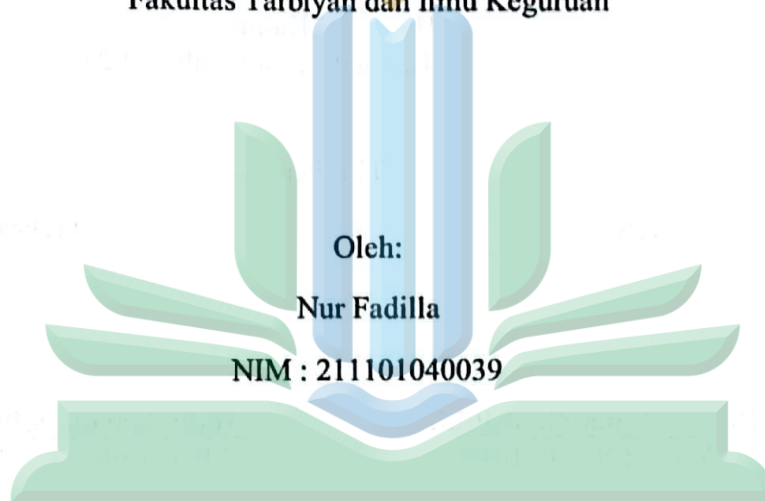 Fakultas Tarbiyah dan Ilmu Keguruan
Oleh:
Nur Fadilla
NIM : 211101040039